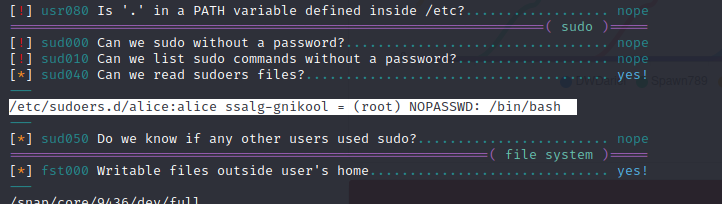 [!] usr080 Is '.' in a PATH variable defined inside /etc?.................. nope
===( sudo )=====
[!] sud000 Can we sudo without a password?................................. nope
[!] sud010 Can we list sudo commands without a password?................... nope
[*] sud040 Can we read sudoers files?...................................... yes!
---
/etc/sudoers.d/alice:alice ssalg-gnikool = (root) NOPASSWD: /bin/bash
---
[*] sud050 Do we know if any other users used sudo?........................ nope
===( file system )=====
[*] fst000 Writable files outside user's home.............................. yes!
---
/snap/core/9436/dev/full